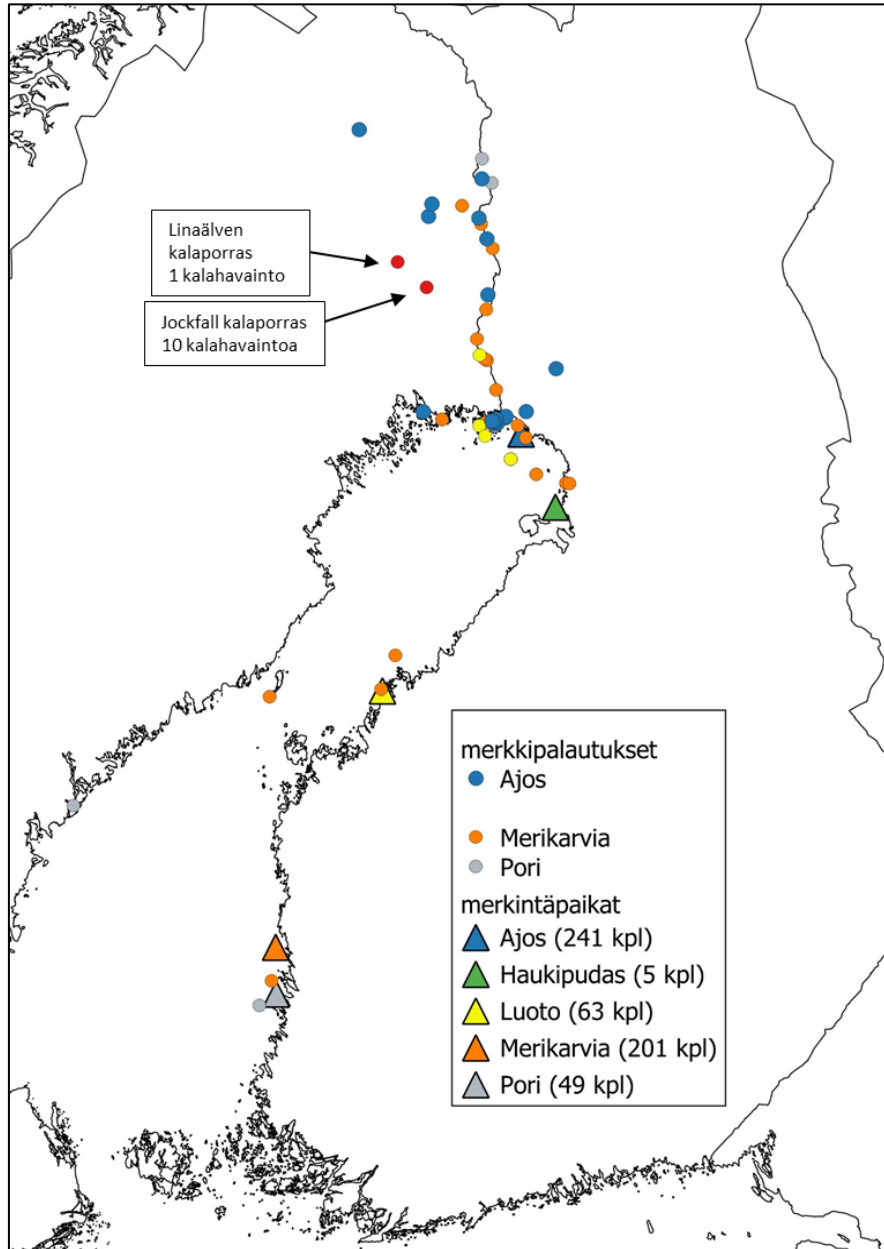 Linaälven
kalaporras
1 kalahavainto
Jockfall kalaporras
10 kalahavaintoa
merkkipalautukset
Ajos
Merikarvia
Pori
merkintäpaikat
Ajos (241 kpl)
Haukipudas (5 kpl)
Luoto (63 kpl)
Merikarvia (201 kpl)
Pori (49 kpl)